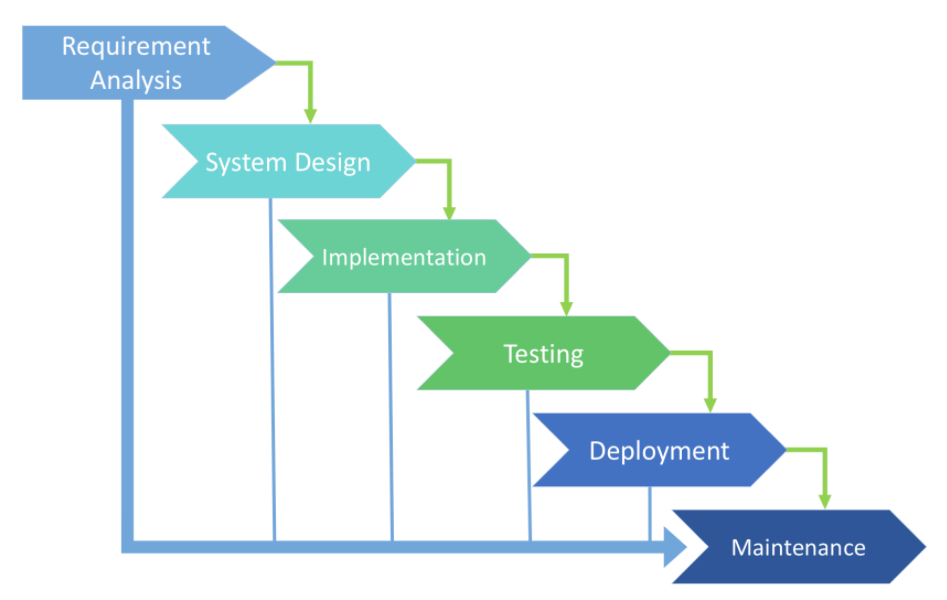 Requirement
Analysis
System Design
Implementation
Testing
Deployment
Maintenance